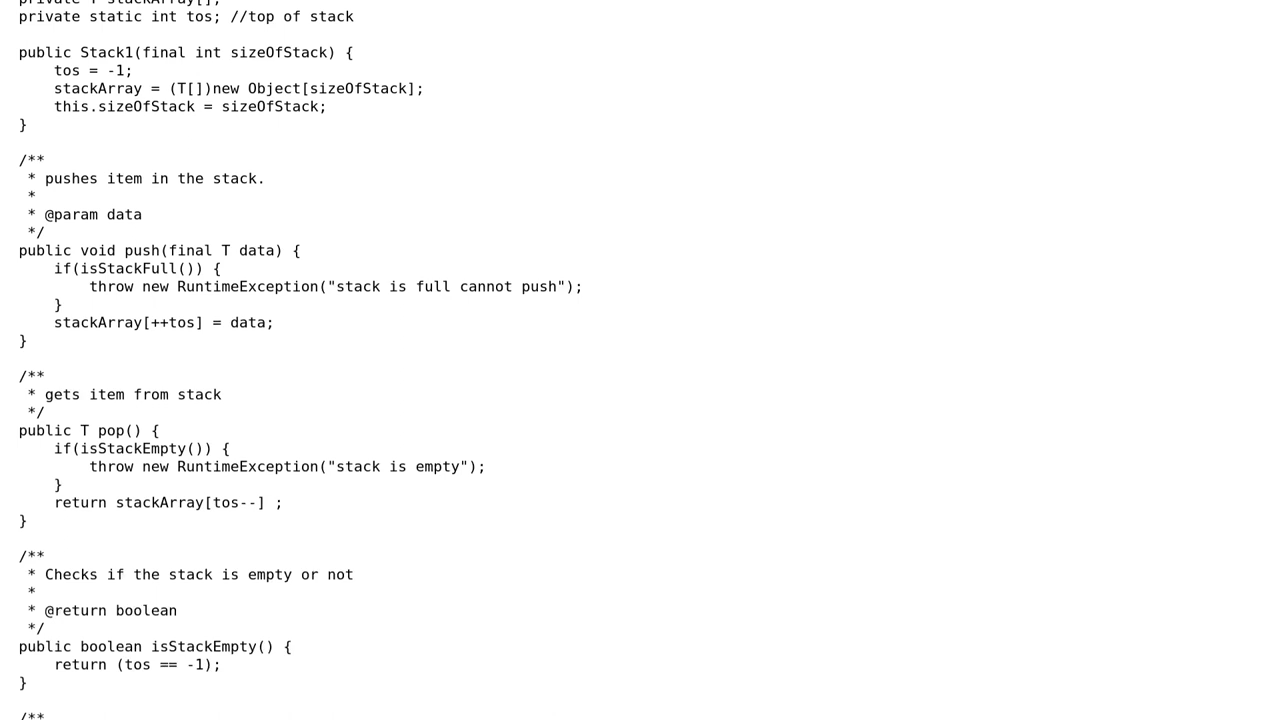 private T stackArray[];
private static int tos; //top of stack

public Stack1(final int sizeOfStack) {
    tos = -1;
    stackArray = (T[])new Object[sizeOfStack];
    this.sizeOfStack = sizeOfStack;
}

/**
 * pushes item in the stack.
 *
 * @param data
 */
public void push(final T data) {
    if(isStackFull()) {
        throw new RuntimeException("stack is full cannot push");
    }
    stackArray[++tos] = data;
}

/**
 * gets item from stack
 */
public T pop() {
    if(isStackEmpty()) {
        throw new RuntimeException("stack is empty");
    }
    return stackArray[tos--] ;
}

/**
 * Checks if the stack is empty or not
 *
 * @return boolean
 */
public boolean isStackEmpty() {
    return (tos == -1);
}

/**